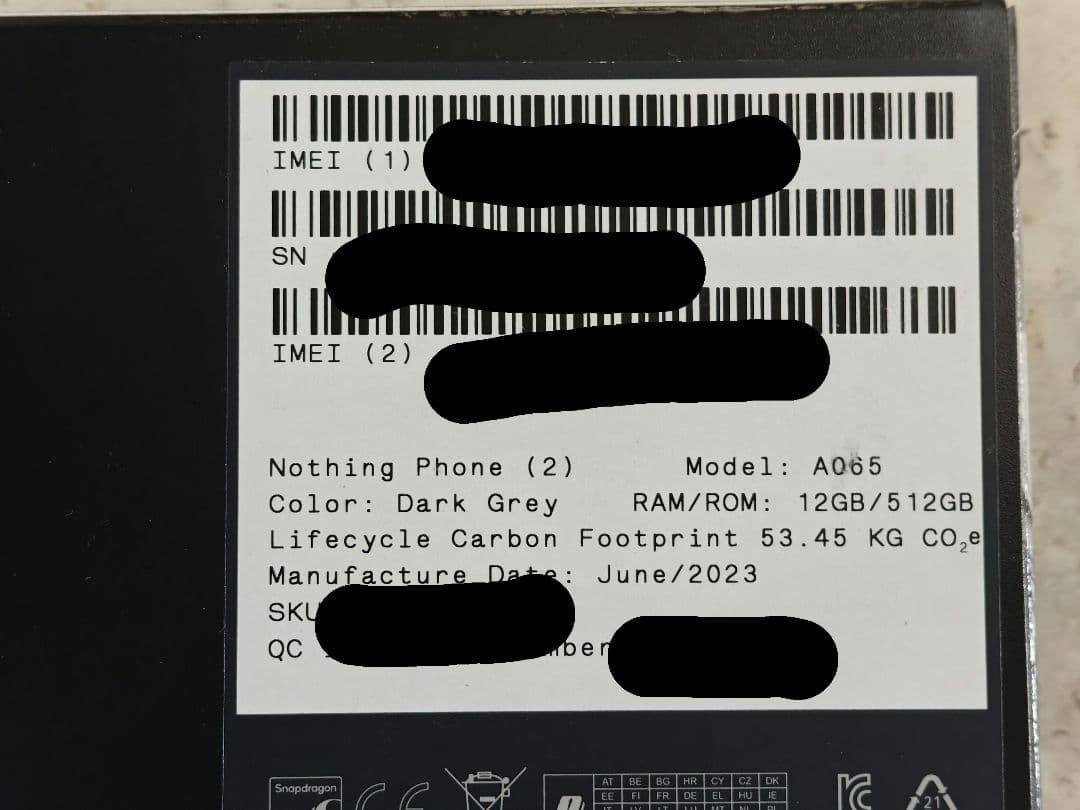 IMEI (1)
SN
IMEI (2)
Nothing Phone (2) Model: A065
Color: Dark Grey RAM/ROM: 12GB/512GB
Lifecycle Carbon Footprint 53.45 KG CO₂e
Manufacture Date: June/2023
SKU
QC
Snapdragon
CE
AT BE BG HR CY CZ DK
EE FI FR DE EL HU IE
21